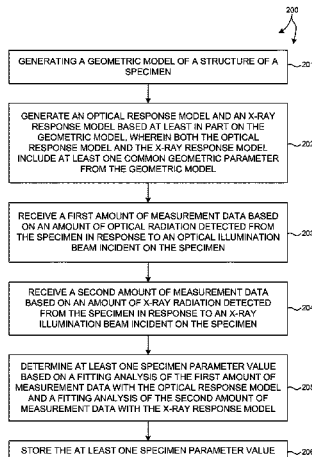 200
GENERATING A GEOMETRIC MODEL OF A STRUCTURE OF A
SPECIMEN
201
GENERATE AN OPTICAL RESPONSE MODEL AND AN X-RAY
RESPONSE MODEL BASED AT LEAST IN PART ON THE
GEOMETRIC MODEL, WHEREIN BOTH THE OPTICAL
RESPONSE MODEL AND THE X-RAY RESPONSE MODEL
INCLUDE AT LEAST ONE COMMON GEOMETRIC PARAMETER
FROM THE GEOMETRIC MODEL
202
RECEIVE A FIRST AMOUNT OF MEASUREMENT DATA BASED
ON AN AMOUNT OF OPTICAL RADIATION DETECTED FROM
THE SPECIMEN IN RESPONSE TO AN OPTICAL ILLUMINATION
BEAM INCIDENT ON THE SPECIMEN
203
RECEIVE A SECOND AMOUNT OF MEASUREMENT DATA
BASED ON AN AMOUNT OF X-RAY RADIATION DETECTED
FROM THE SPECIMEN IN RESPONSE TO AN X-RAY
ILLUMINATION BEAM INCIDENT ON THE SPECIMEN
204
DETERMINE AT LEAST ONE SPECIMEN PARAMETER VALUE
BASED ON A FITTING ANALYSIS OF THE FIRST AMOUNT OF
MEASUREMENT DATA WITH THE OPTICAL RESPONSE MODEL
AND A FITTING ANALYSIS OF THE SECOND AMOUNT OF
MEASUREMENT DATA WITH THE X-RAY RESPONSE MODEL
205
STORE THE AT LEAST ONE SPECIMEN PARAMETER VALUE
206